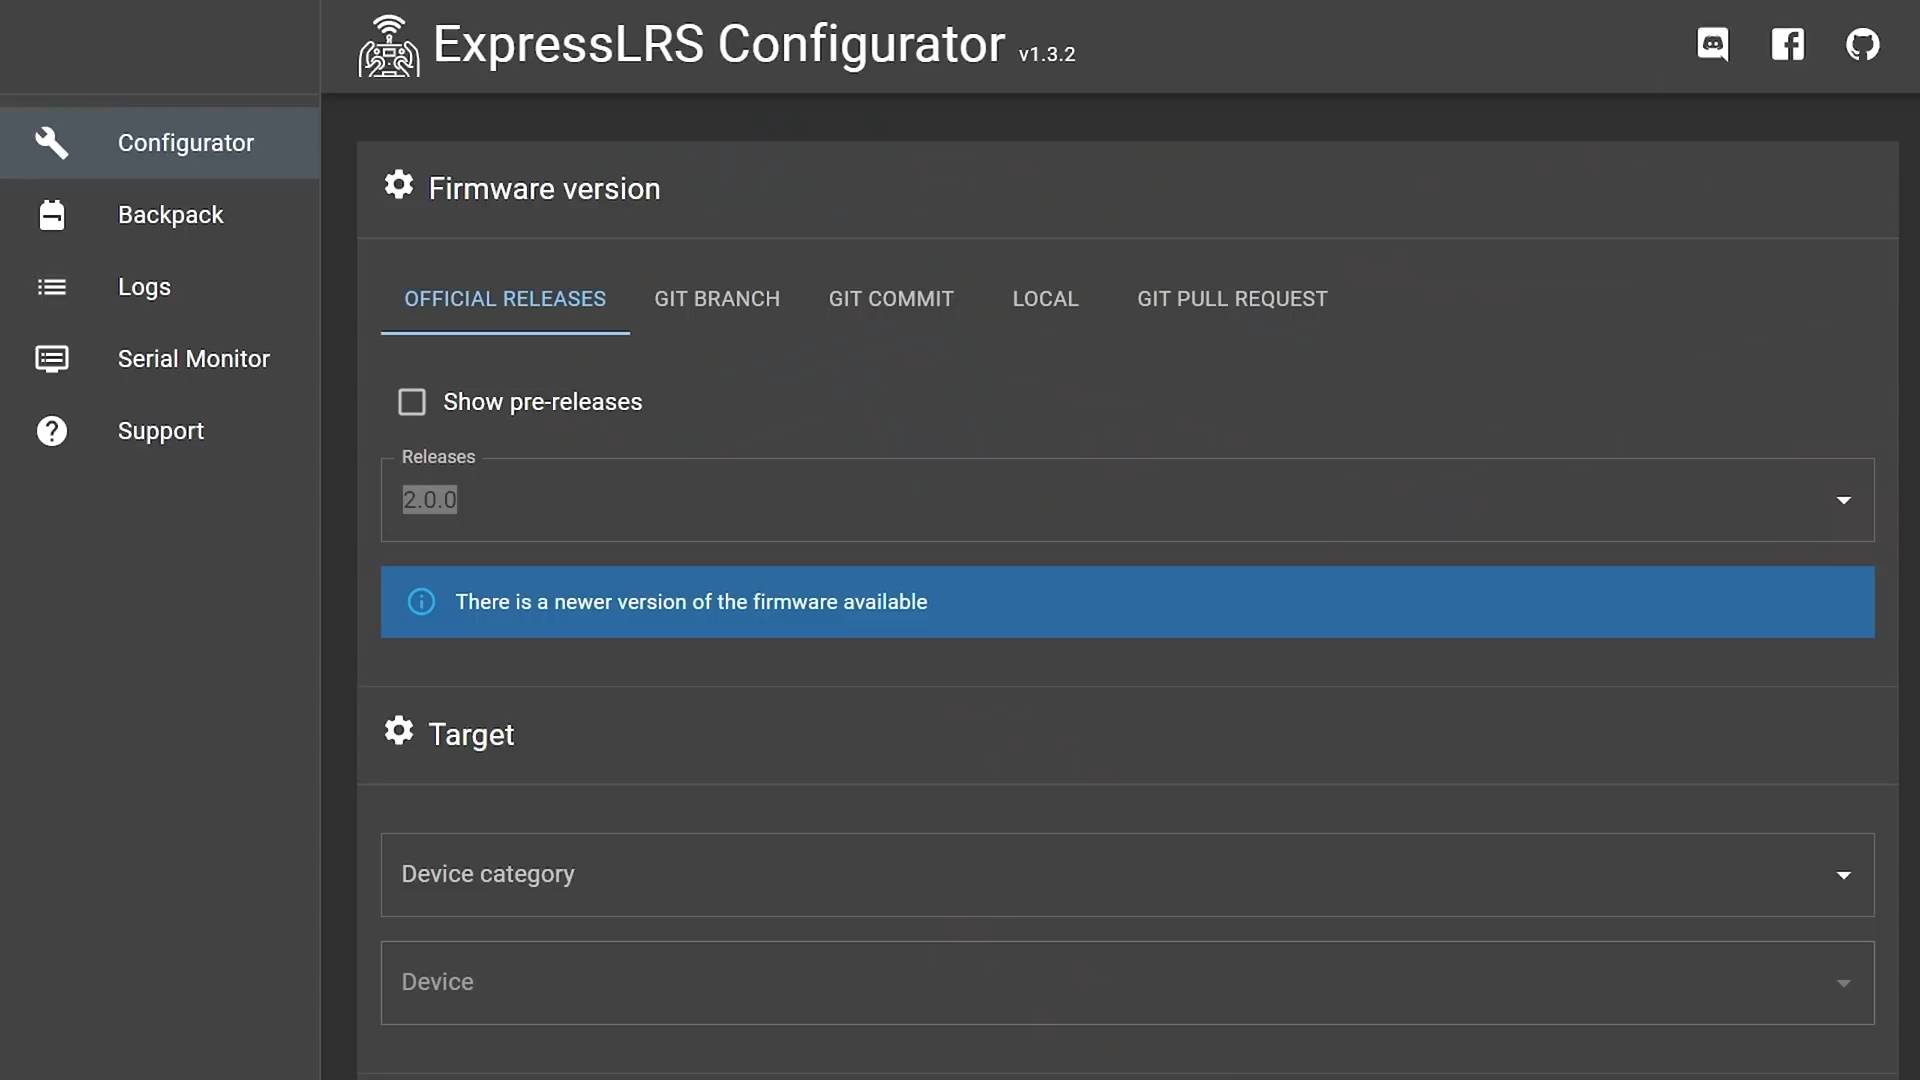 ExpressLRS Configurator v1.3.2
Configurator
Backpack
Logs
Serial Monitor
Support
Firmware version
OFFICIAL RELEASES GIT BRANCH GIT COMMIT LOCAL GIT PULL REQUEST
Show pre-releases
Releases
2.0.0
There is a newer version of the firmware available
Target
Device category
Device